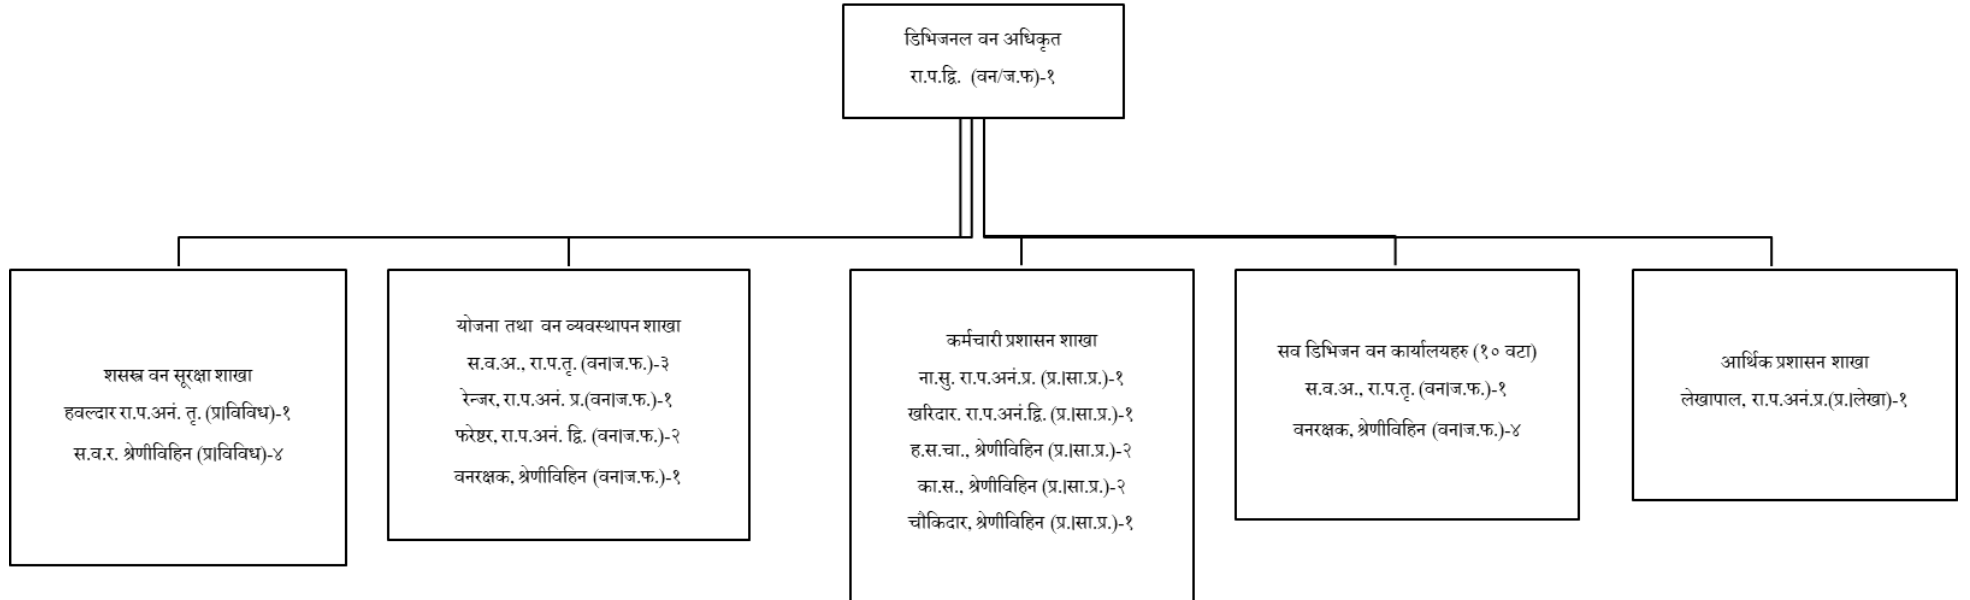 डिभिजनल वन अधिकृत
रा.प.द्वि. (वन/ज.फ)-१
शसस्त्र वन सूरक्षा शाखा
हवल्दार रा.प.अनं. तृ. (प्र|विविध)-१
स.व.र. श्रेणीविहिन (प्र|विविध)-४
योजना तथा वन व्यवस्थापन शाखा
स.व.अ., रा.प.तृ. (वन|ज.फ.)-३
रेन्जर, रा.प.अनं. प्र.(वन|ज.फ.)-१
फरेष्टर, रा.प.अनं. द्वि. (वन|ज.फ.)-२
वनरक्षक, श्रेणीविहिन (वन|ज.फ.)-१
कर्मचारी प्रशासन शाखा
ना.सु. रा.प.अनं.प्र. (प्र.|सा.प्र.)-१
खरिदार. रा.प.अनं.द्वि. (प्र.|सा.प्र.)-१
ह.स.चा., श्रेणीविहिन (प्र.|सा.प्र.)-२
का.स., श्रेणीविहिन (प्र.|सा.प्र.)-२
चौकिदार, श्रेणीविहिन (प्र.|सा.प्र.)-१
सव डिभिजन वन कार्यालयहरु (१० वटा)
स.व.अ., रा.प.तृ. (वन|ज.फ.)-१
वनरक्षक, श्रेणीविहिन (वन|ज.फ.)-४
आर्थिक प्रशासन शाखा
लेखापाल, रा.प.अनं.प्र.(प्र.|लेखा)-१